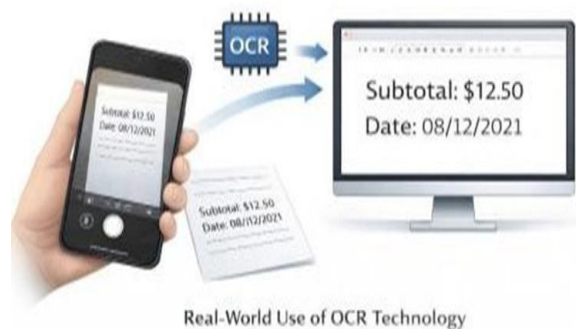 OCR
Subtotal: $12.50
Date: 08/12/2021
Subtotal: $12.50
Date: 08/12/2021
Subtotal: $12.50
Date: 08/12/2021
Real-World Use of OCR Technology